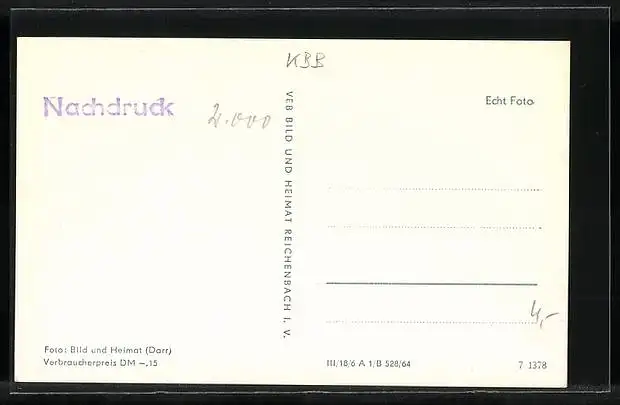 KBB
Nachdruck
2.000
Echt Foto
VEB BILD UND HEIMAT REICHENBACH I. V.
4,-
Foto: Bild und Heimat (Darr)
Verbraucherpreis DM –,15
III/18/6 A 1/B 528/64
7 1378